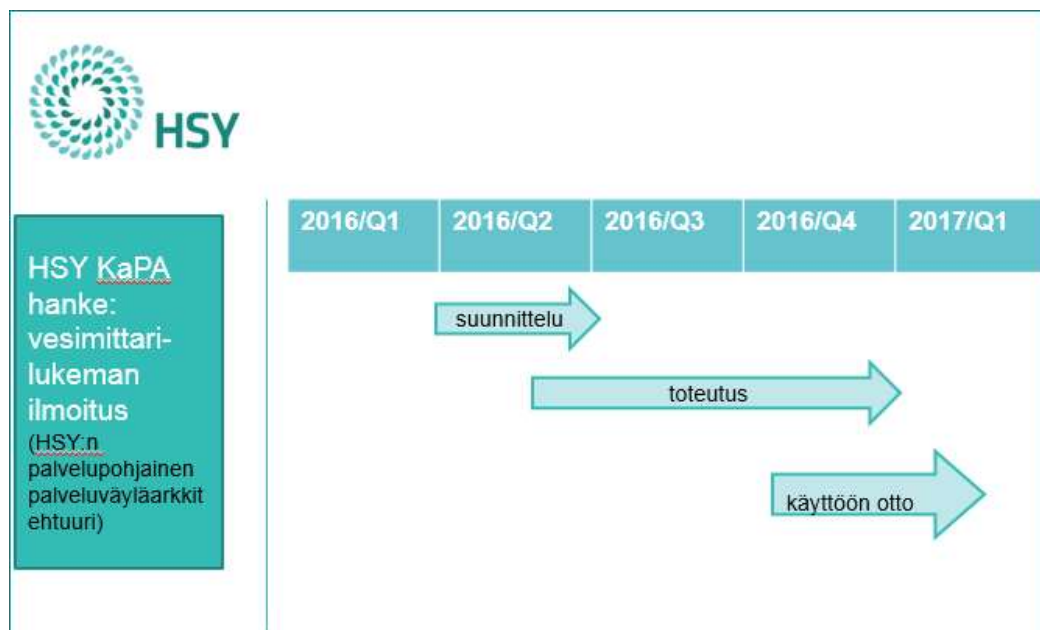 HSY
2016/Q1 2016/Q2 2016/Q3 2016/Q4 2017/Q1
HSY KaPA
hanke:
vesimittari-
lukeman
ilmoitus
(HSY:n
palvelupohjainen
palveluväyläarkkit
ehtuuri)
suunnittelu
toteutus
käyttöön otto